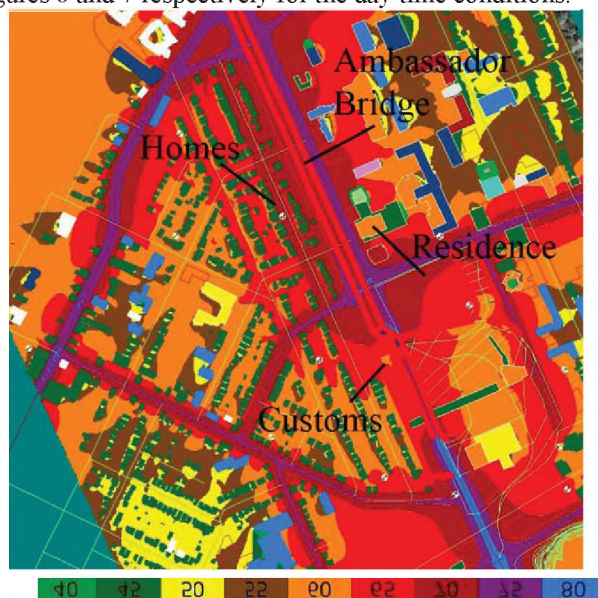 gures 6 and 7 respectively for the day time conditions.
Ambassador
Bridge
Homes
Residence
Customs
40 45 50 55 60 65 70 75 80